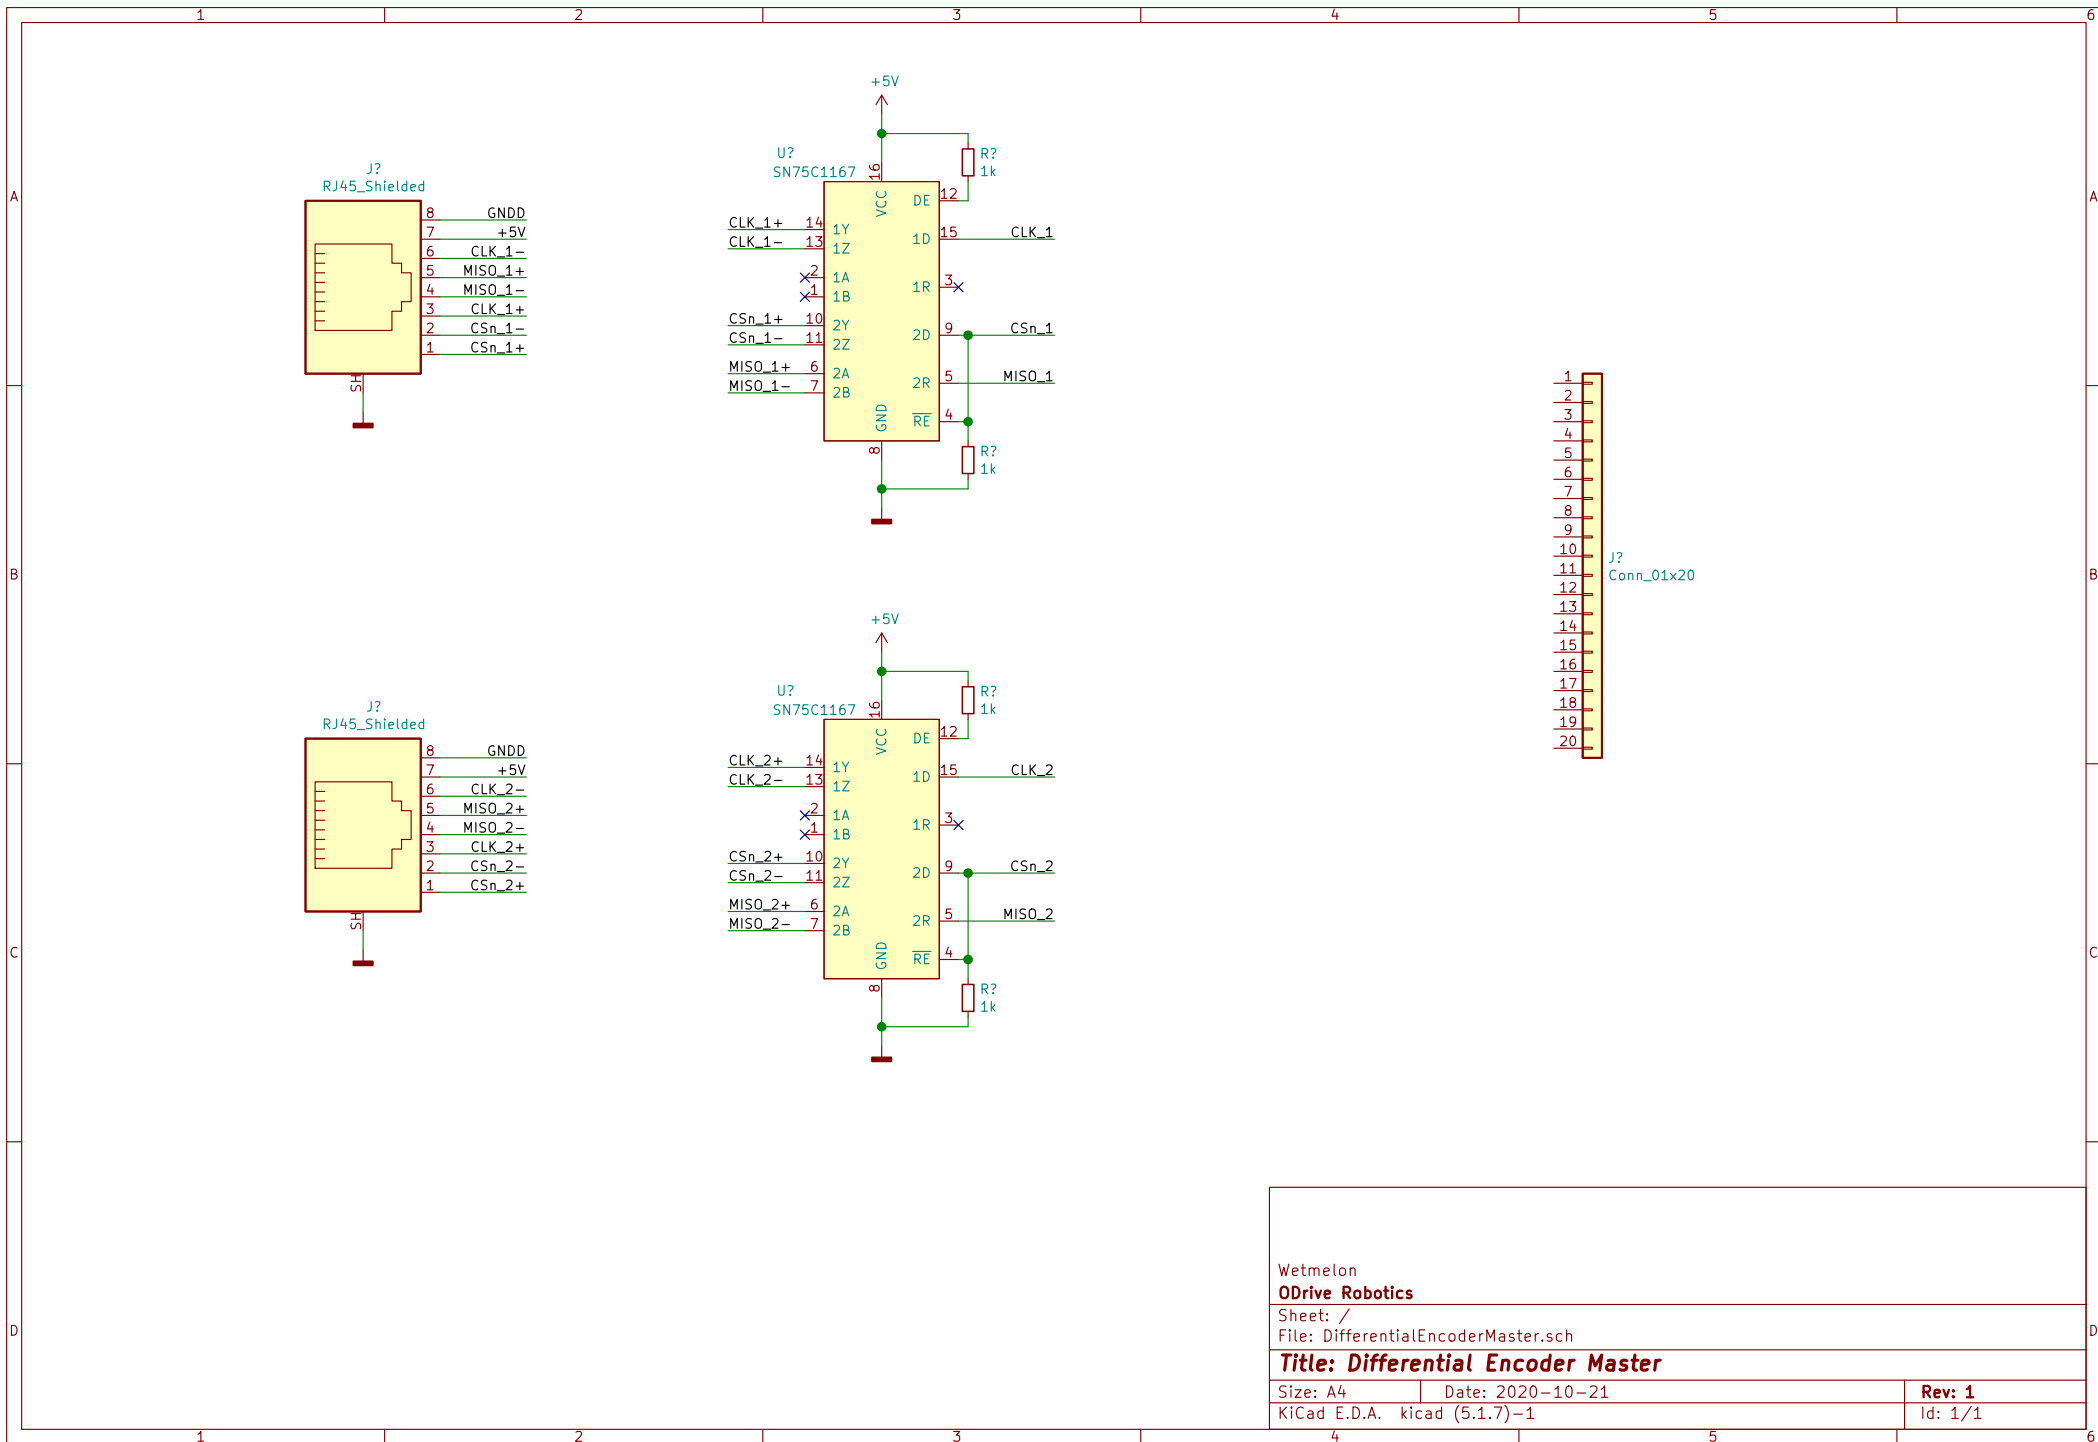 1 2 3 4 5 6
A
B
C
D
A
B
C
D
J?
RJ45_Shielded
8 GNDD
7 +5V
6 CLK_1-
5 MISO_1+
4 MISO_1-
3 CLK_1+
2 CSn_1-
1 CSn_1+
SH
+5V
U?
SN75C1167
16
VCC
R?
1k
DE 12
CLK_1+ 14 1Y
CLK_1- 13 1Z
1D 15 CLK_1
2 1A
1 1B
1R 3
CSn_1+ 10 2Y
CSn_1- 11 2Z
2D 9 CSn_1
MISO_1+ 6 2A
MISO_1- 7 2B
2R 5 MISO_1
RE 4
GND
8
R?
1k
J?
Conn_01x20
1
2
3
4
5
6
7
8
9
10
11
12
13
14
15
16
17
18
19
20
J?
RJ45_Shielded
8 GNDD
7 +5V
6 CLK_2-
5 MISO_2+
4 MISO_2-
3 CLK_2+
2 CSn_2-
1 CSn_2+
SH
+5V
U?
SN75C1167
16
VCC
R?
1k
DE 12
CLK_2+ 14 1Y
CLK_2- 13 1Z
1D 15 CLK_2
2 1A
1 1B
1R 3
CSn_2+ 10 2Y
CSn_2- 11 2Z
2D 9 CSn_2
MISO_2+ 6 2A
MISO_2- 7 2B
2R 5 MISO_2
RE 4
GND
8
R?
1k
Wetmelon
ODrive Robotics
Sheet: /
File: DifferentialEncoderMaster.sch
Title: Differential Encoder Master
Size: A4 Date: 2020-10-21 Rev: 1
KiCad E.D.A. kicad (5.1.7)-1 Id: 1/1
1 2 3 4 5 6